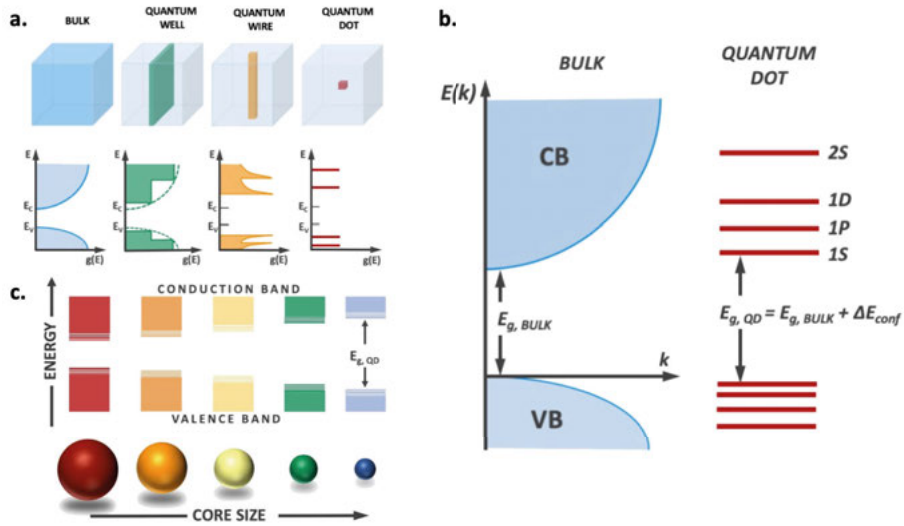 a.
BULK
QUANTUM
WELL
QUANTUM
WIRE
QUANTUM
DOT
E
E_C
E_V
g(E)
E
E_C
E_V
g(E)
E
E_C
E_V
g(E)
E
E_C
E_V
g(E)
b.
BULK
QUANTUM
DOT
E(k)
CB
E_g, BULK
k
VB
2S
1D
1P
1S
E_g, QD = E_g, BULK + ΔE_conf
c.
CONDUCTION BAND
ENERGY
E_g, QD
VALENCE BAND
CORE SIZE